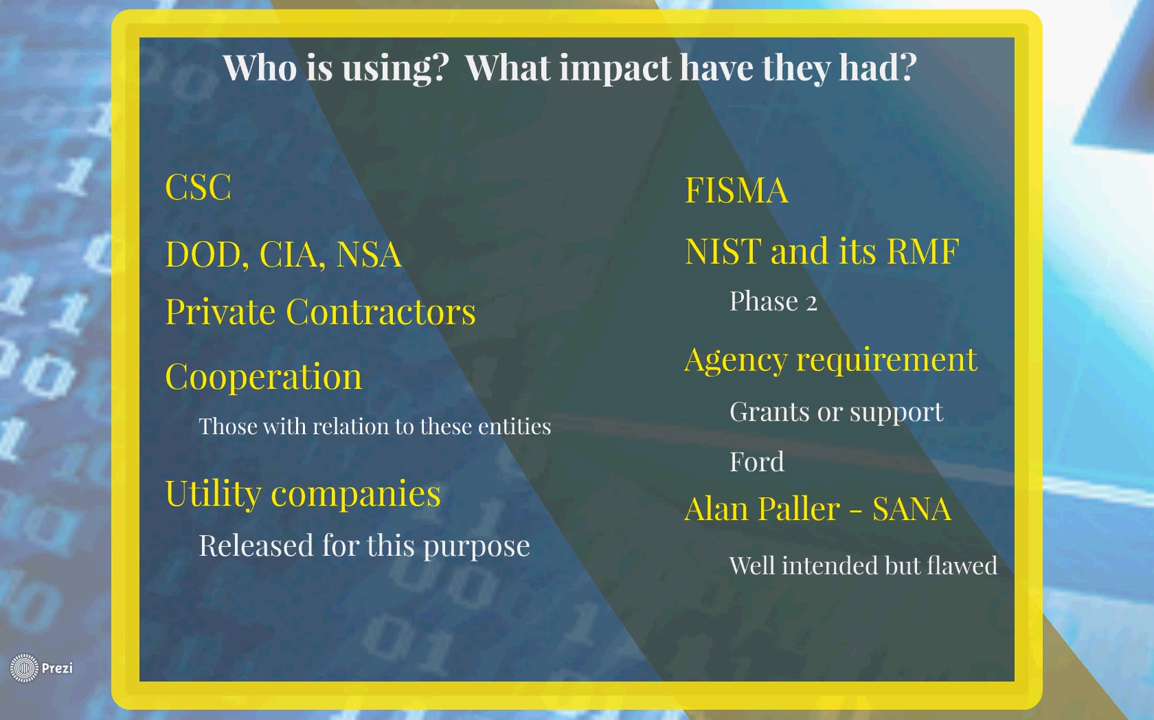 Who is using?  What impact have they had?
CSC
DOD, CIA, NSA
Private Contractors
Cooperation
Those with relation to these entities
Utility companies
Released for this purpose
FISMA
NIST and its RMF
Phase 2
Agency requirement
Grants or support
Ford
Alan Paller - SANA
Well intended but flawed
Prezi